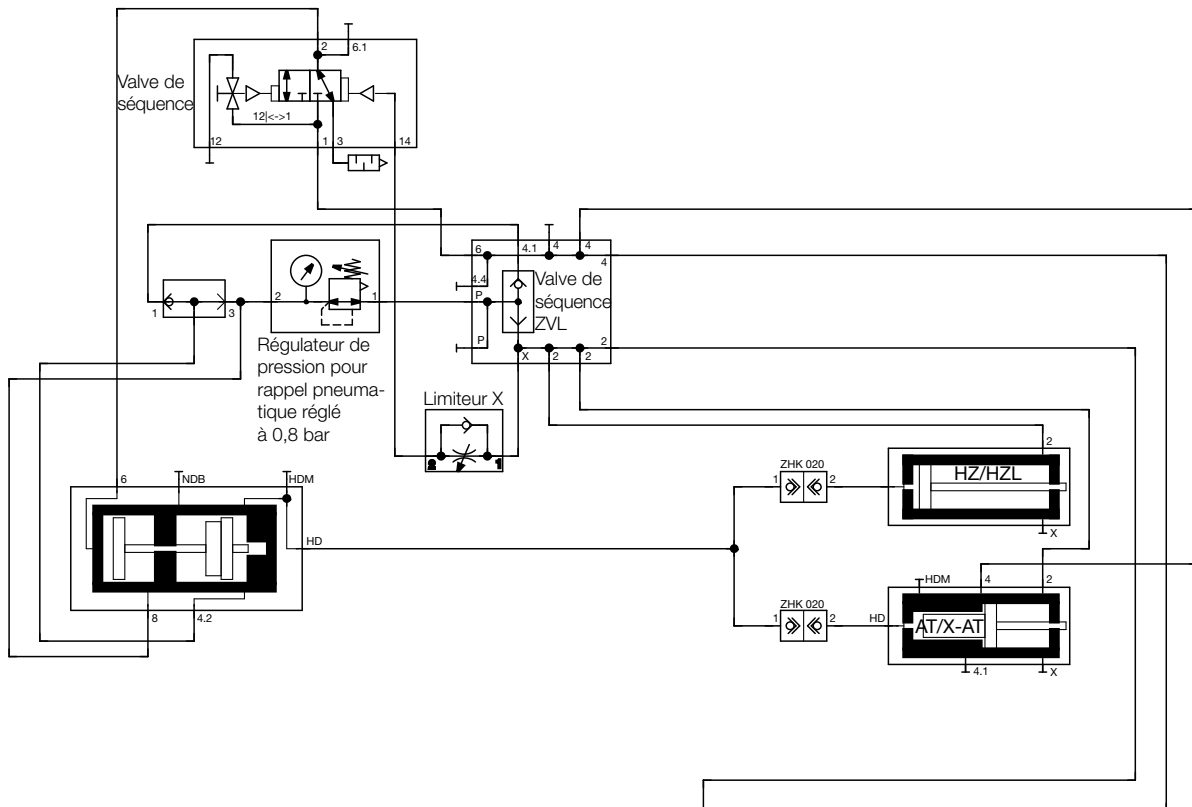 2
6.1
Valve de
séquence
12|<->1
12
1
3
14
6
4.1
4
4
4
4.4
Valve de
séquence
ZVL
P
P
1
3
2
1
X
2
2
2
Régulateur de
pression pour
rappel pneuma-
tique réglé
à 0,8 bar
Limiteur X
2
1
6
NDB
HDM
HD
8
4.2
ZHK 020
1
2
2
HZ/HZL
X
HDM
4
2
ZHK 020
1
2
HD
AT/X-AT
4.1
X